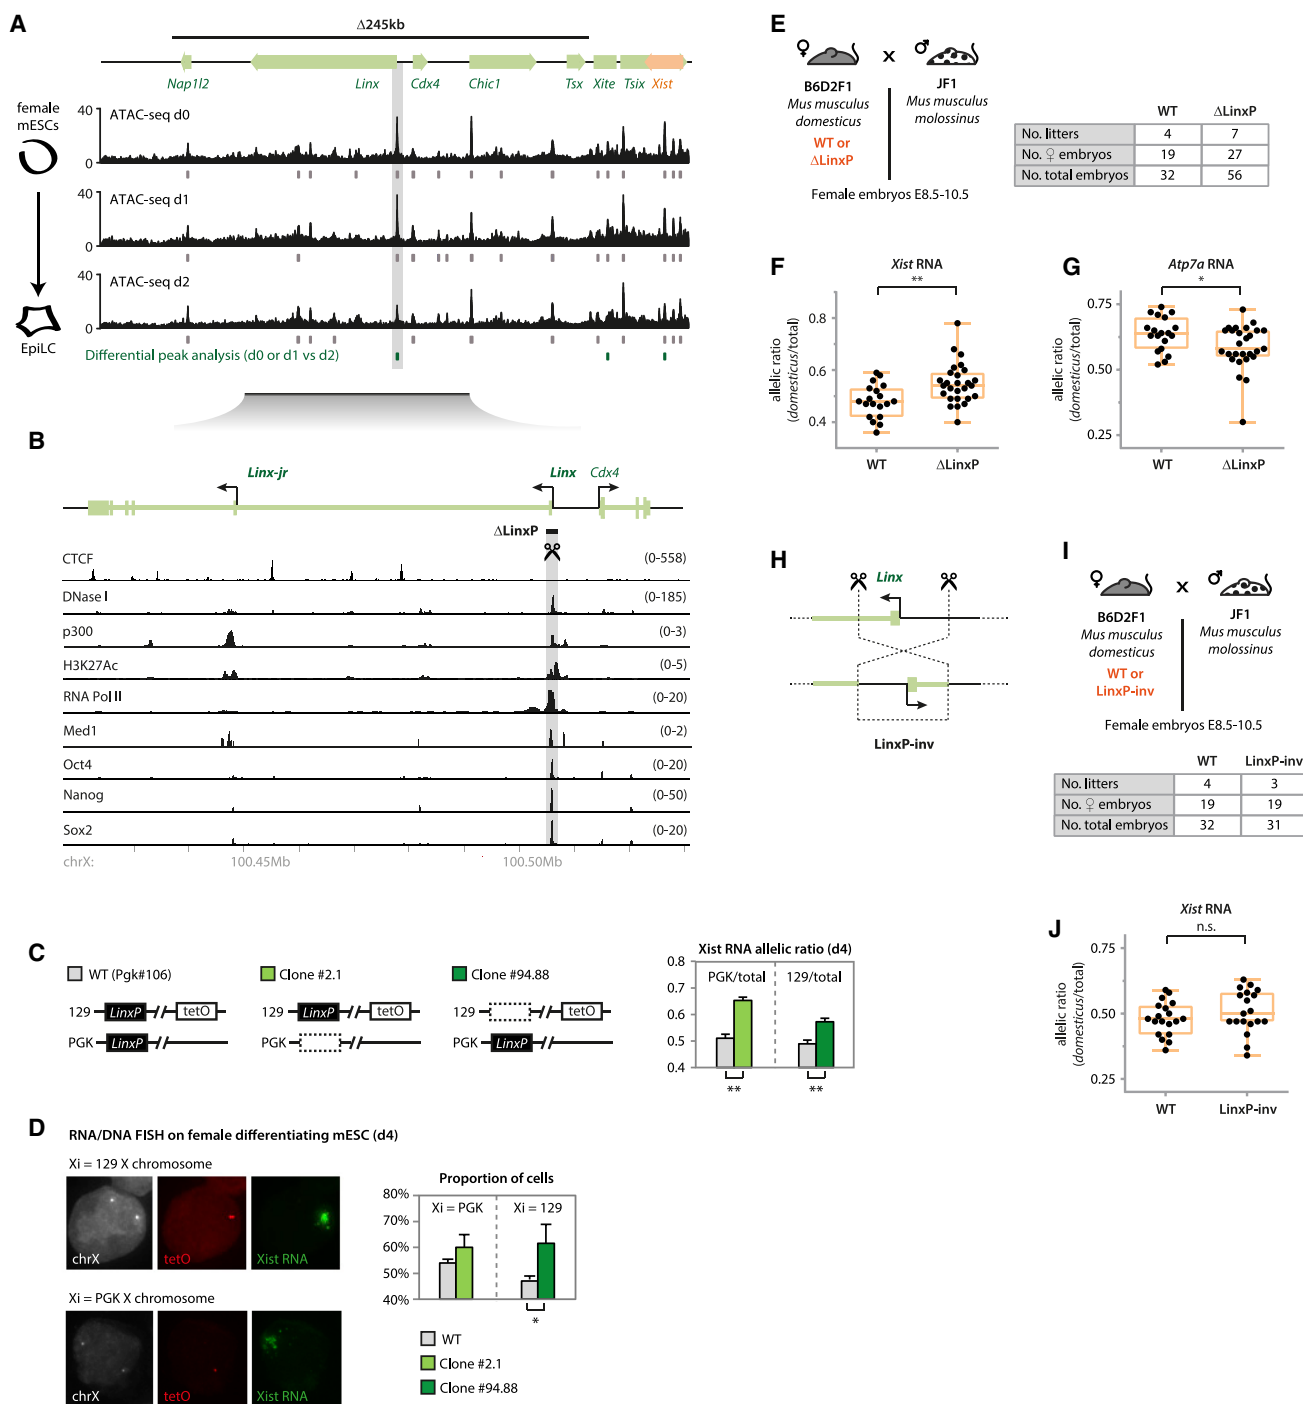 A
Δ245kb
Nap1l2
Linx
Cdx4
Chic1
Tsx
Xite
Tsix
Xist
female
mESCs
EpiLC
40
ATAC-seq d0
0
40
ATAC-seq d1
0
40
ATAC-seq d2
0
Differential peak analysis (d0 or d1 vs d2)
B
Linx-jr
Linx
Cdx4
ΔLinxP
CTCF (0-558)
DNase I (0-185)
p300 (0-3)
H3K27Ac (0-5)
RNA Pol II (0-20)
Med1 (0-2)
Oct4 (0-20)
Nanog (0-50)
Sox2 (0-20)
chrX: 100.45Mb 100.50Mb
C
WT (Pgk#106)
129 LinxP tetO
PGK LinxP
Clone #2.1
129 LinxP tetO
PGK
Clone #94.88
129 tetO
PGK LinxP
Xist RNA allelic ratio (d4)
PGK/total 129/total
0.8
0.7
0.6
0.5
0.4
** **
D
RNA/DNA FISH on female differentiating mESC (d4)
Xi = 129 X chromosome
chrX tetO Xist RNA
Xi = PGK X chromosome
chrX tetO Xist RNA
Proportion of cells
Xi = PGK Xi = 129
80%
70%
60%
50%
40%
*
WT
Clone #2.1
Clone #94.88
E
♀ x ♂
B6D2F1
Mus musculus
domesticus
WT or
ΔLinxP
JF1
Mus musculus
molossinus
Female embryos E8.5-10.5
WT ΔLinxP
No. litters 4 7
No. ♀ embryos 19 27
No. total embryos 32 56
F
Xist RNA
**
allelic ratio
(domesticus/total)
0.8
0.6
0.4
WT ΔLinxP
G
Atp7a RNA
*
allelic ratio
(domesticus/total)
0.75
0.50
0.25
WT ΔLinxP
H
Linx
LinxP-inv
I
♀ x ♂
B6D2F1
Mus musculus
domesticus
WT or
LinxP-inv
JF1
Mus musculus
molossinus
Female embryos E8.5-10.5
WT LinxP-inv
No. litters 4 3
No. ♀ embryos 19 19
No. total embryos 32 31
J
Xist RNA
n.s.
allelic ratio
(domesticus/total)
0.75
0.50
0.25
WT LinxP-inv